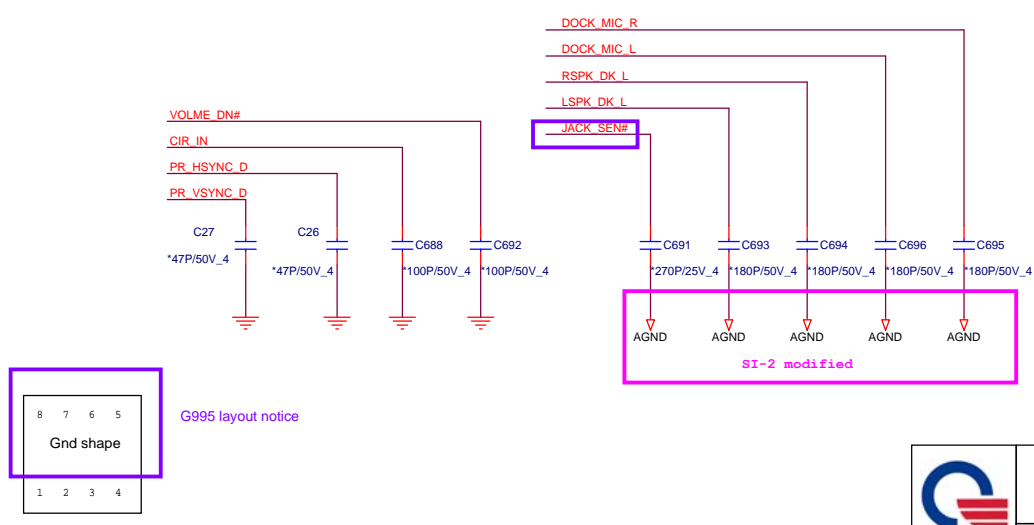 DOCK_MIC_R
DOCK_MIC_L
RSPK_DK_L
LSPK_DK_L
JACK_SEN#
VOLME_DN#
CIR_IN
PR_HSYNC_D
PR_VSYNC_D
C27
C26
C688
C692
C691
C693
C694
C696
C695
*47P/50V_4
*47P/50V_4
*100P/50V_4
*100P/50V_4
*270P/25V_4
*180P/50V_4
*180P/50V_4
*180P/50V_4
*180P/50V_4
AGND
AGND
AGND
AGND
AGND
SI-2 modified
G995 layout notice
8 7 6 5
Gnd shape
1 2 3 4